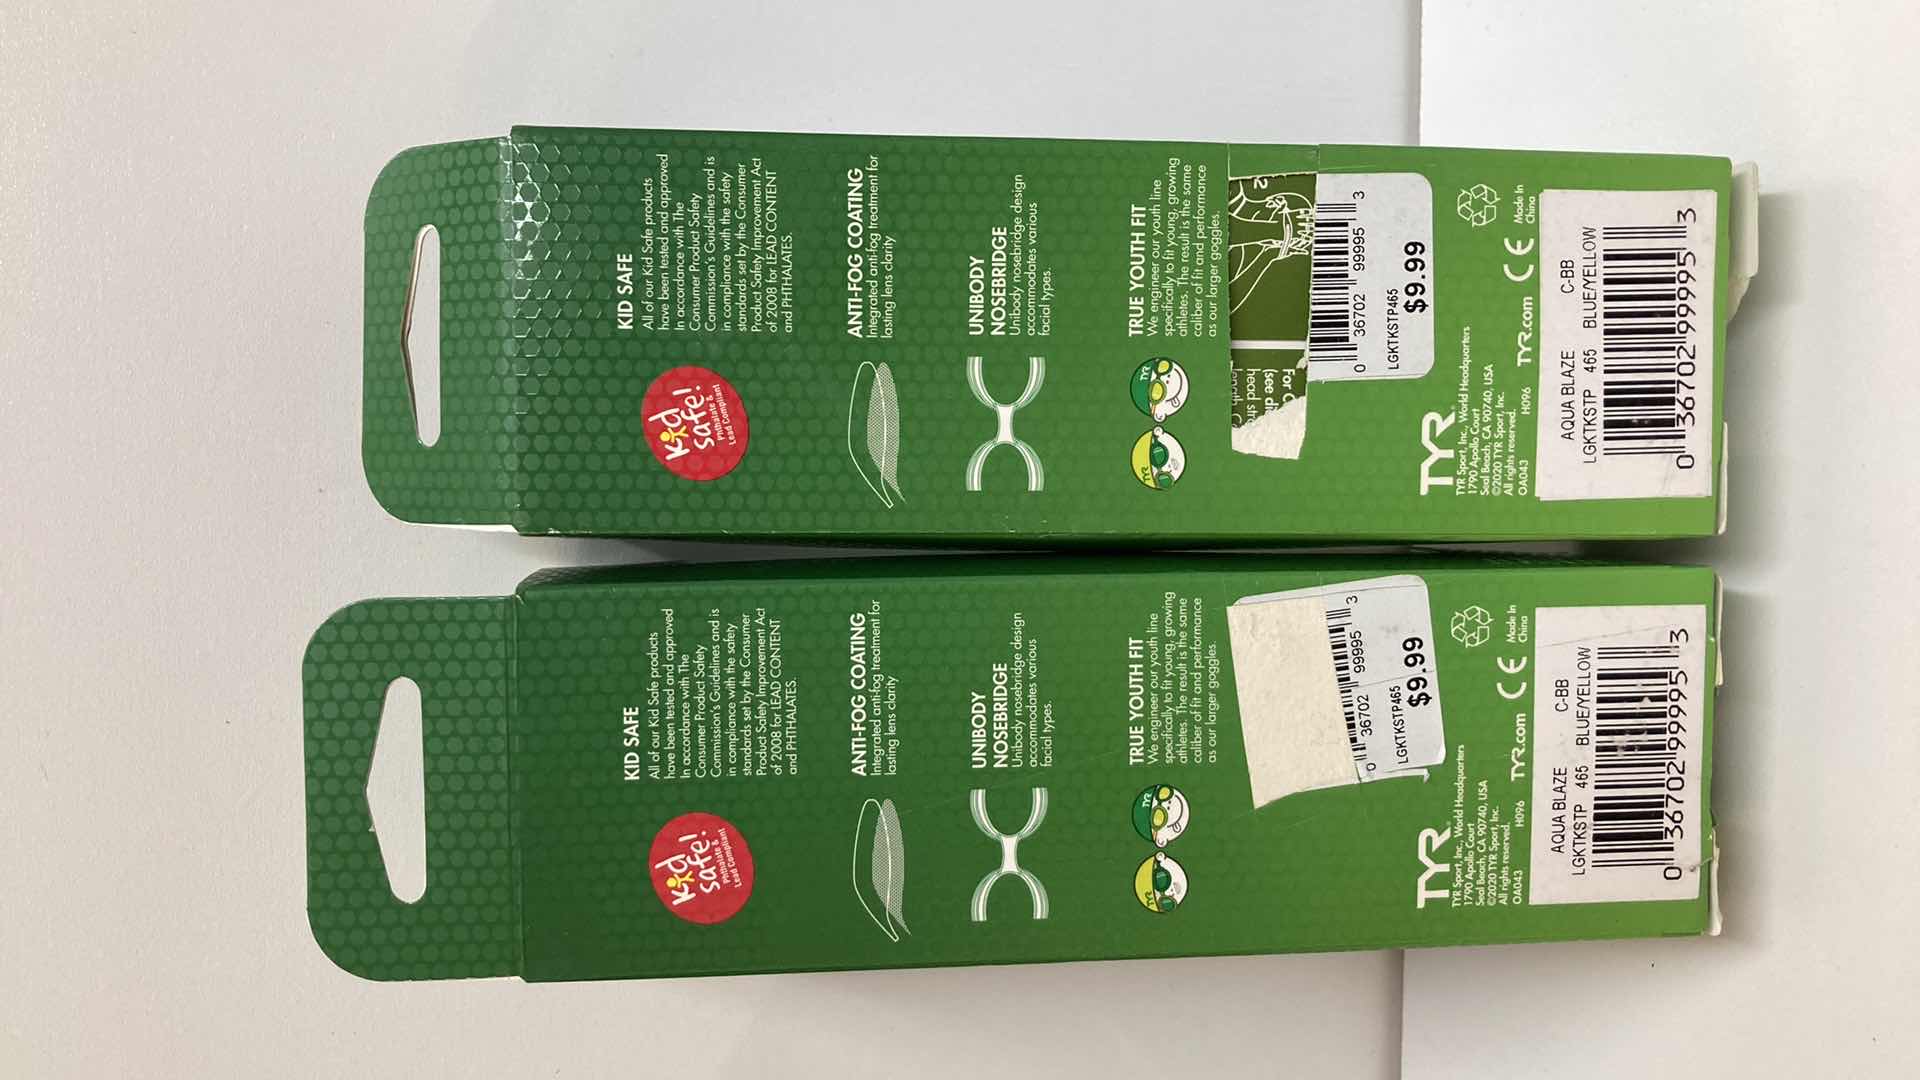 KID SAFE
All of our Kid Safe products
have been tested and approved
In accordance with The
Consumer Product Safety
Commission's Guidelines and is
in compliance with the safety
standards set by the Consumer
Product Safety Improvement Act
of 2008 for LEAD CONTENT
and PHTHALATES.
kid
safe!
Phthalate &
Lead Compliant
ANTI-FOG COATING
Integrated anti-fog treatment for
lasting lens clarity
UNIBODY
NOSEBRIDGE
Unibody nosebridge design
accommodates various
facial types.
TRUE YOUTH FIT
We engineer our youth line
specifically to fit young, growing
athletes. The result is the same
caliber of fit and performance
as our larger goggles.
TYR
TYR
2
For
(see
head
0 36702 99995 3
LGKTKSTP465
$9.99
TYR
TYR Sport, Inc., World Headquarters
1790 Apollo Court
Seal Beach, CA 90740, USA
©2020 TYR Sport, Inc.
All rights reserved.
OA043 H096 TYR.com CE Made In
China
AQUA BLAZE C-BB
LGKTKSTP 465 BLUE/YELLOW
0 36702 99995 3
KID SAFE
All of our Kid Safe products
have been tested and approved
In accordance with The
Consumer Product Safety
Commission's Guidelines and is
in compliance with the safety
standards set by the Consumer
Product Safety Improvement Act
of 2008 for LEAD CONTENT
and PHTHALATES.
kid
safe!
Phthalate &
Lead Compliant
ANTI-FOG COATING
Integrated anti-fog treatment for
lasting lens clarity
UNIBODY
NOSEBRIDGE
Unibody nosebridge design
accommodates various
facial types.
TRUE YOUTH FIT
We engineer our youth line
specifically to fit young, growing
athletes. The result is the same
caliber of fit and performance
as our larger goggles.
TYR
TYR
0 36702 99995 3
LGKTKSTP465
$9.99
TYR
TYR Sport, Inc., World Headquarters
1790 Apollo Court
Seal Beach, CA 90740, USA
©2020 TYR Sport, Inc.
All rights reserved.
OA043 H096 TYR.com CE Made In
China
AQUA BLAZE C-BB
LGKTKSTP 465 BLUE/YELLOW
0 36702 99995 3